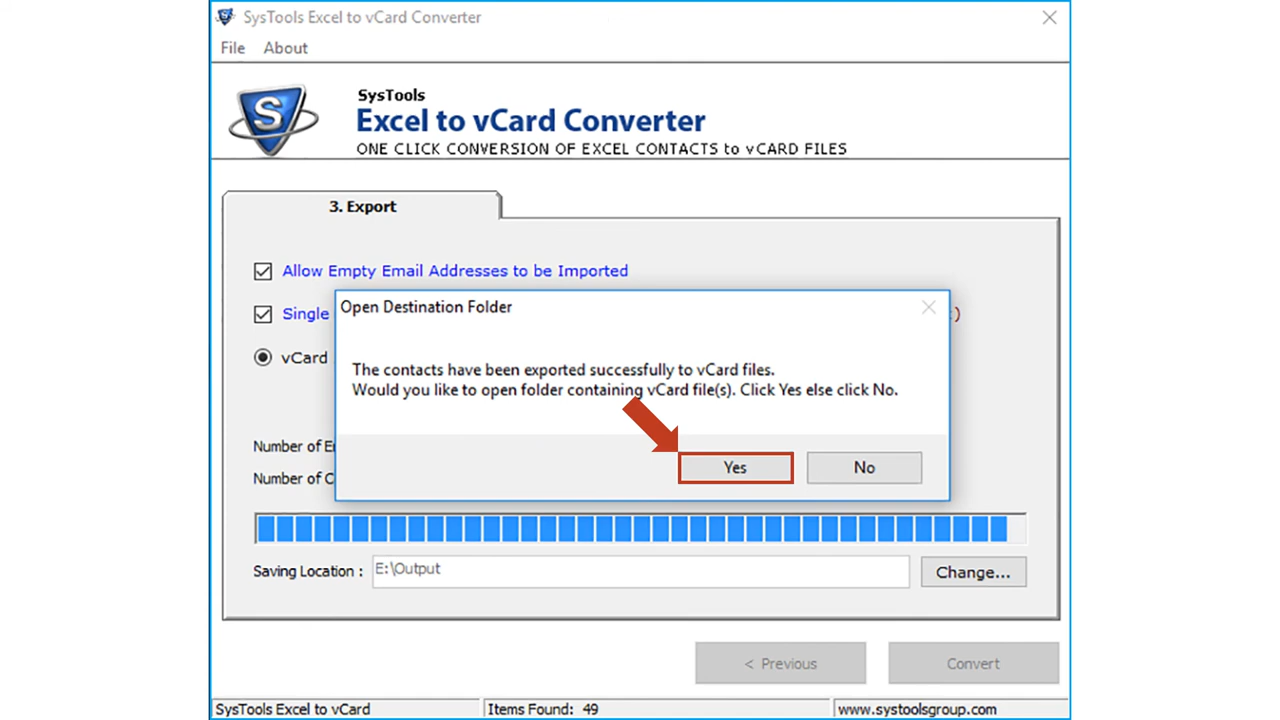 SysTools Excel to vCard Converter
File About
S
SysTools
Excel to vCard Converter
ONE CLICK CONVERSION OF EXCEL CONTACTS to vCARD FILES
3. Export
Allow Empty Email Addresses to be Imported
Single )
Open Destination Folder
vCard
The contacts have been exported successfully to vCard files.
Would you like to open folder containing vCard file(s). Click Yes else click No.
Number of
Yes No
Number of
Saving Location : E:\Output Change...
< Previous Convert
SysTools Excel to vCard Items Found: 49 www.systoolsgroup.com